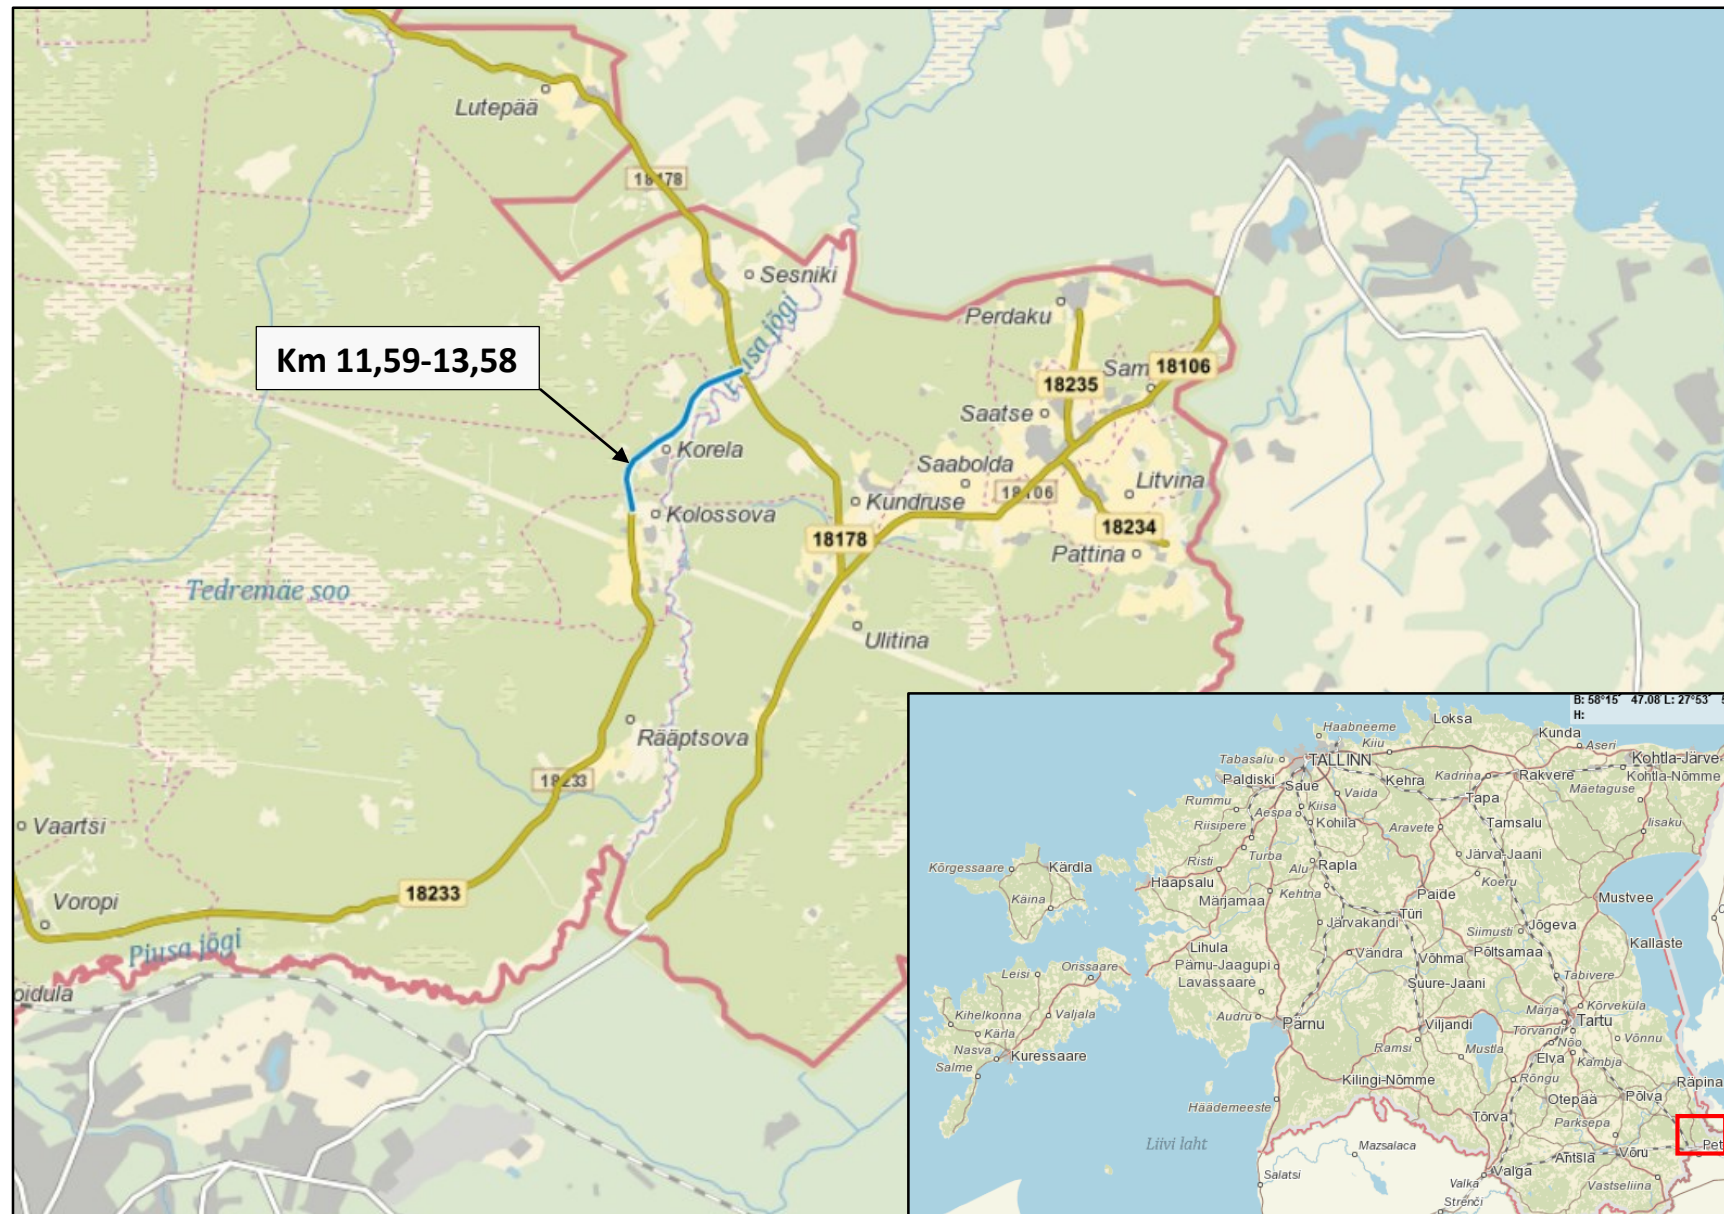 Lutepää
18178
Sesniki
Piusa jõgi
Perdaku
Km 11,59-13,58
18106
Sam
18235
Saatse
Korela
Saabolda
Litvina
18106
Kundruse
Kolossova
18234
18178
Pattina
Tedremäe soo
Ulitina
Rääptsova
18233
Vaartsi
18233
Voropi
Piusa jõgi
oidula
B: 58°15' 47.08 L: 27°53'
H:
Loksa
Haabneeme
Kunda
Kiiu
Aseri
Tabasalu
TALLINN
Kohtla-Järve
Paldiski
Saue
Kehra
Kadrina
Rakvere
Kohtla-Nõmme
Vaida
Mäetaguse
Rummu
Kiisa
Tapa
Aespa
Riisipere
Kohila
Aravete
Tamsalu
Iisaku
Turba
Järva-Jaani
Risti
Alu
Rapla
Kõrgessaare
Kärdla
Koeru
Haapsalu
Kehtna
Paide
Mustvee
Käina
Märjamaa
Türi
Järvakandi
Siimusti
Jõgeva
Lihula
Kallaste
Vändra
Võhma
Põltsamaa
Pärnu-Jaagupi
Leisi
Orissaare
Tabivere
Lavassaare
Suure-Jaani
Kõrveküla
Kihelkonna
Valjala
Audru
Märja
Kärla
Pärnu
Viljandi
Tõrvandi
Tartu
Nasva
Nõo
Võnnu
Kuressaare
Ramsi
Mustla
Elva
Kambja
Salme
Kilingi-Nõmme
Rõngu
Räpina
Häädemeeste
Otepää
Põlva
Tõrva
Parksepa
Liivi laht
Mazsalaca
Antsla
Võru
Pet
Salatsi
Valga
Valka
Vastseliina
Strenči